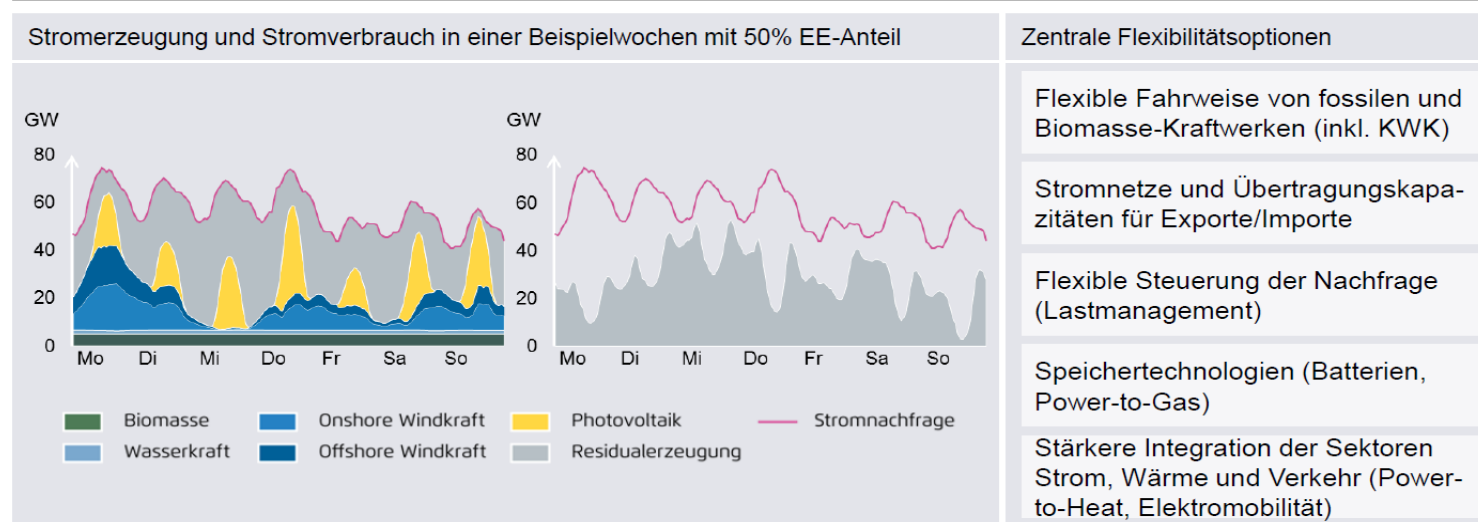 Stromerzeugung und Stromverbrauch in einer Beispielwochen mit 50% EE-Anteil
Zentrale Flexibilitätsoptionen
GW
80
60
40
20
0
Mo Di Mi Do Fr Sa So
GW
80
60
40
20
0
Mo Di Mi Do Fr Sa So
Biomasse
Onshore Windkraft
Photovoltaik
Stromnachfrage
Wasserkraft
Offshore Windkraft
Residualerzeugung
Flexible Fahrweise von fossilen und
Biomasse-Kraftwerken (inkl. KWK)
Stromnetze und Übertragungskapa-
zitäten für Exporte/Importe
Flexible Steuerung der Nachfrage
(Lastmanagement)
Speichertechnologien (Batterien,
Power-to-Gas)
Stärkere Integration der Sektoren
Strom, Wärme und Verkehr (Power-
to-Heat, Elektromobilität)